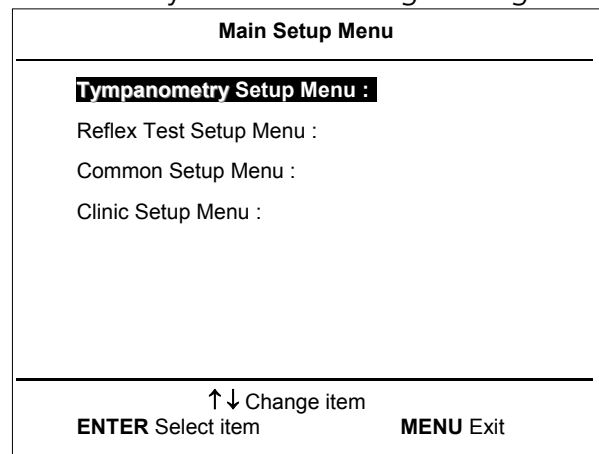 Main Setup Menu
Tympanometry Setup Menu :
Reflex Test Setup Menu :
Common Setup Menu :
Clinic Setup Menu :
↑↓ Change item
ENTER Select item MENU Exit